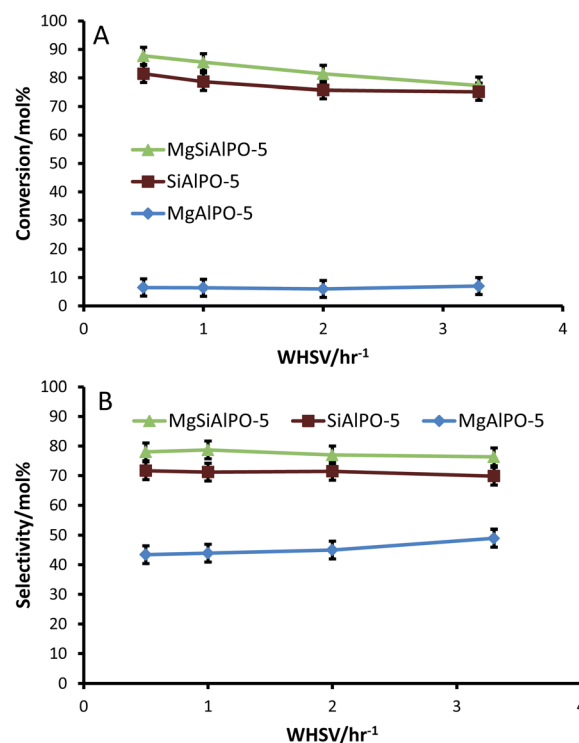 A
100
90
80
70
60
50
40
30
20
10
0
Conversion/mol%
MgSiAlPO-5
SiAlPO-5
MgAlPO-5
0 1 2 3 4
WHSV/hr⁻¹
B
MgSiAlPO-5 SiAlPO-5 MgAlPO-5
100
90
80
70
60
50
40
30
20
10
0
Selectivity/mol%
0 1 2 3 4
WHSV/hr⁻¹